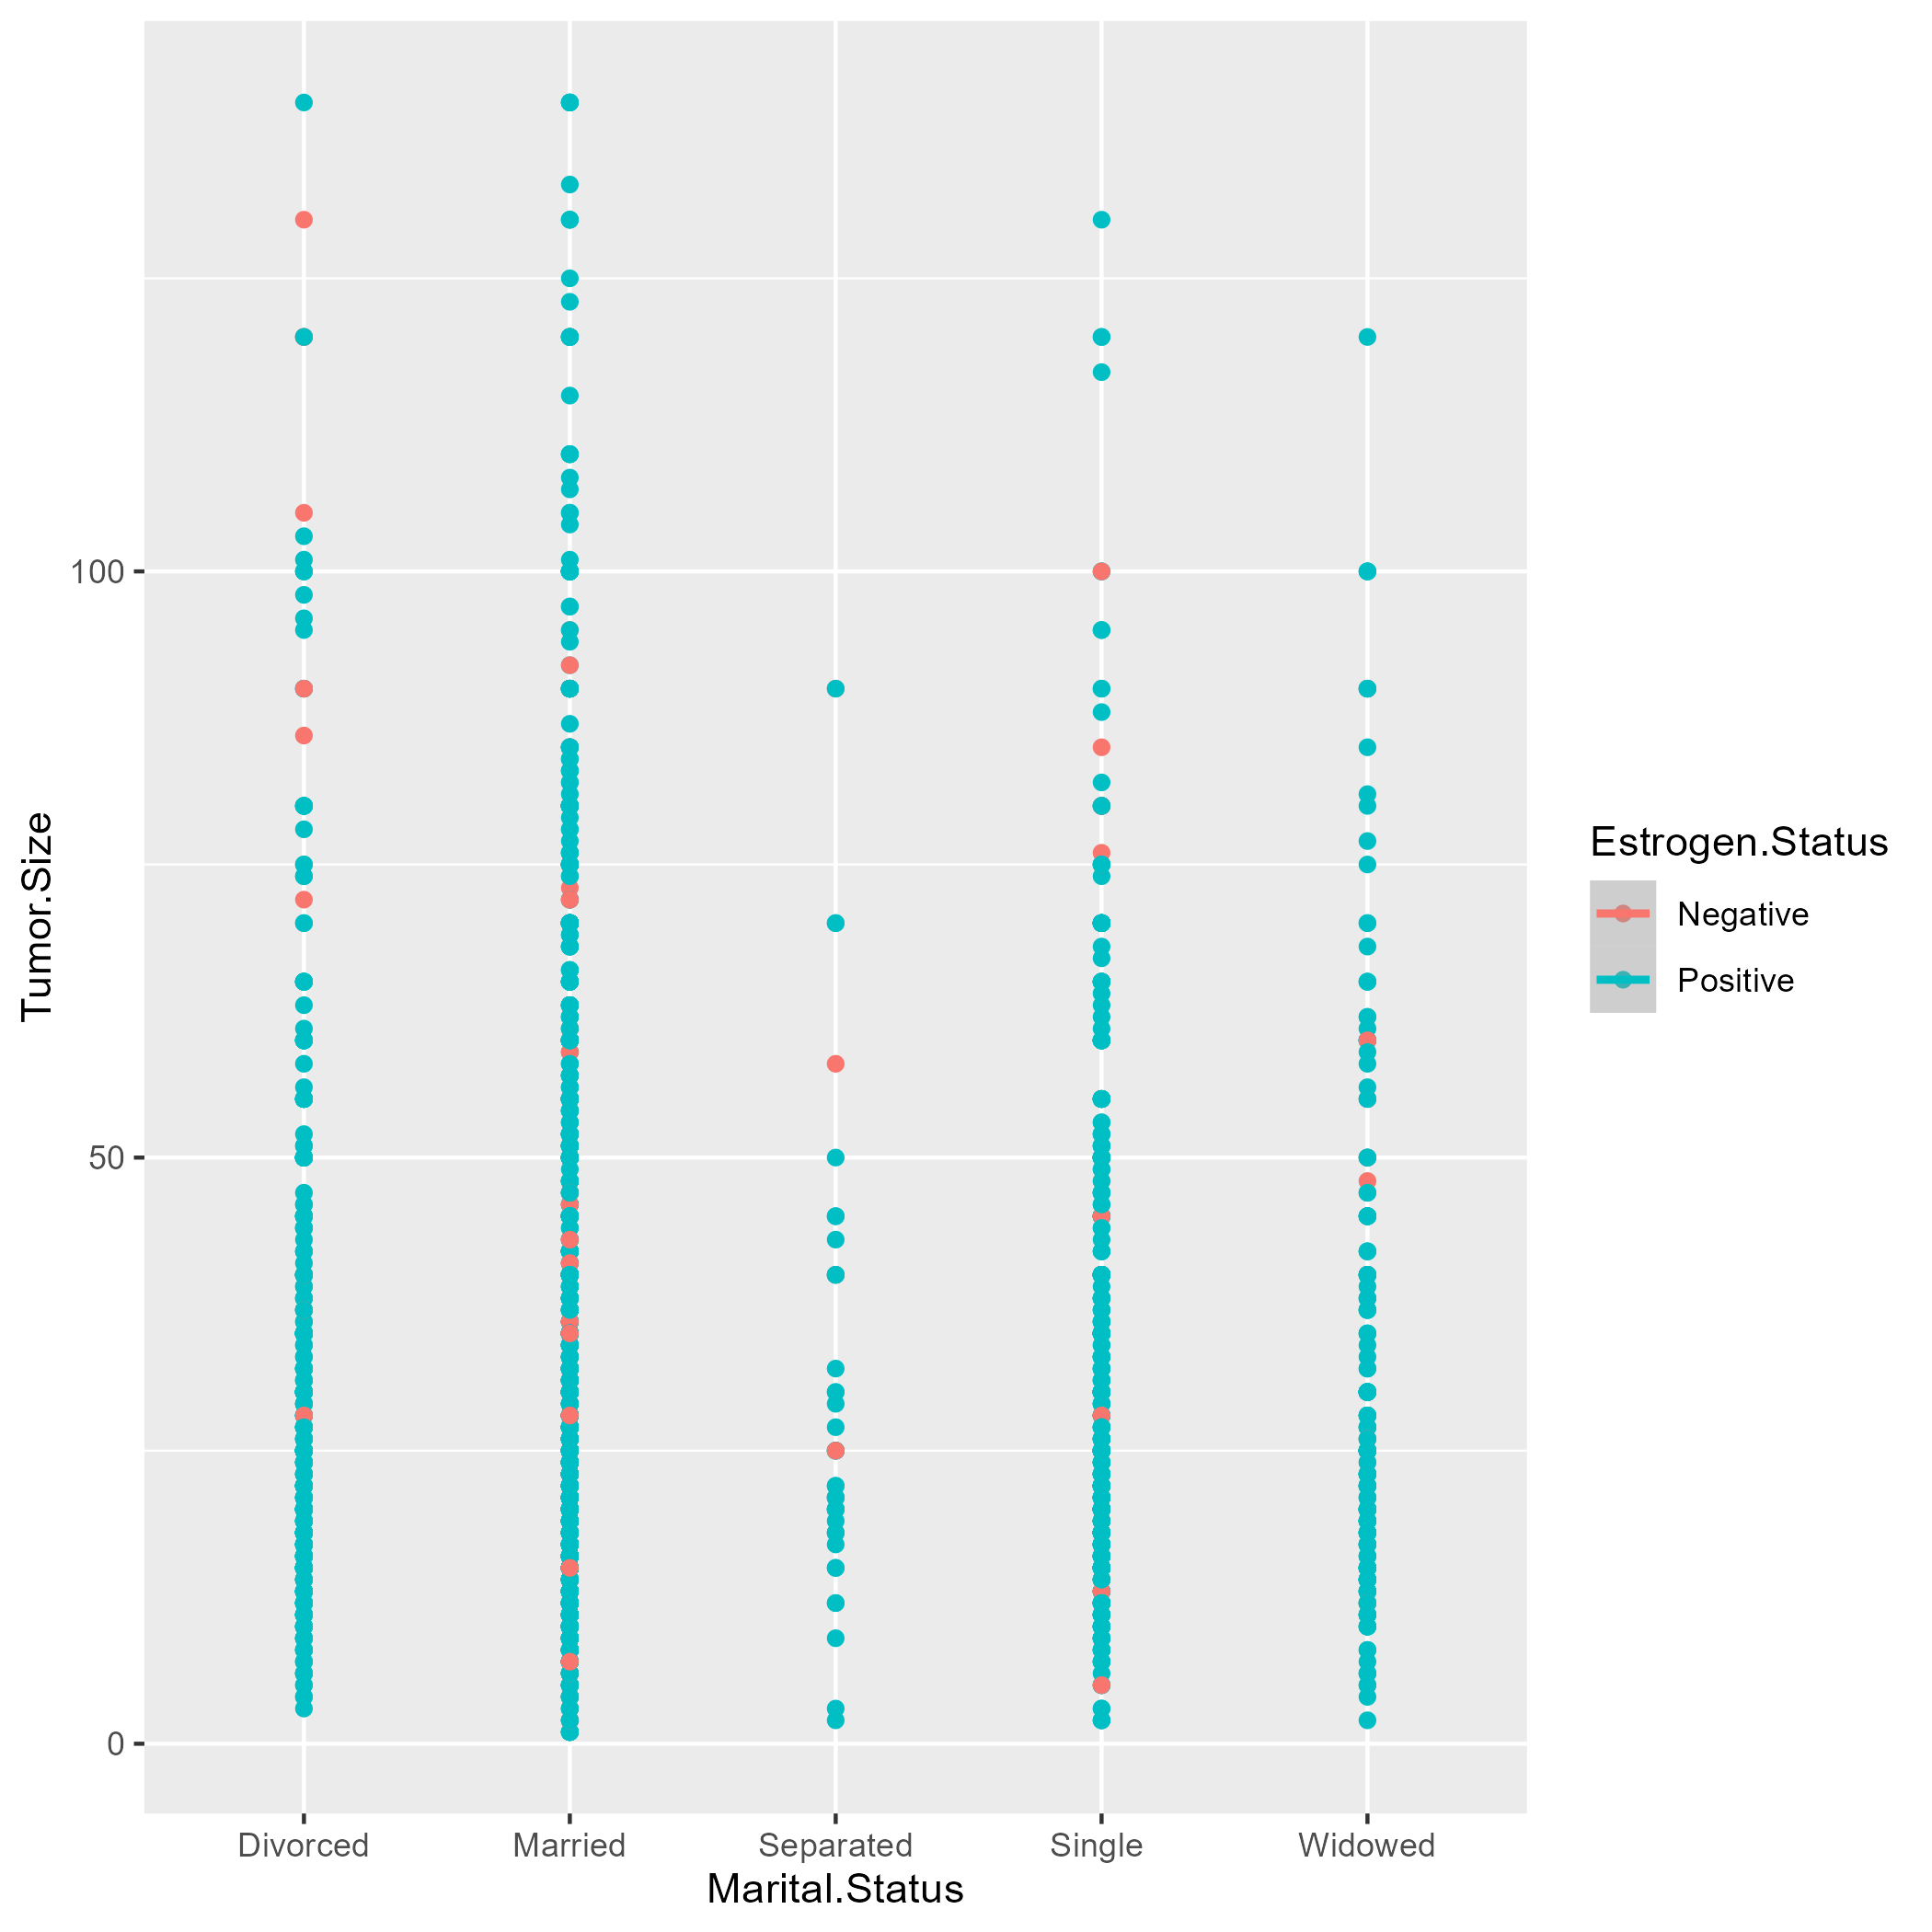 Tumor.Size
100
50
0
Divorced Married Separated Single Widowed
Marital.Status
Estrogen.Status
Negative
Positive